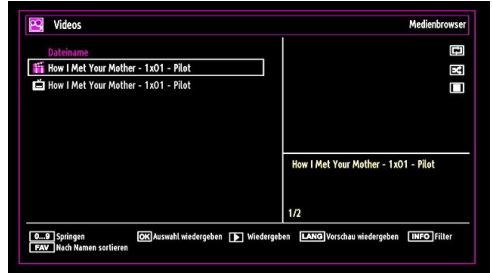 Videos
Medienbrowser
Dateiname
How I Met Your Mother - 1x01 - Pilot
How I Met Your Mother - 1x01 - Pilot
How I Met Your Mother - 1x01 - Pilot
1/2
0...9 Springen OK Auswahl wiedergeben Wiedergeben LANG Vorschau wiedergeben INFO Filter
FAV Nach Namen sortieren